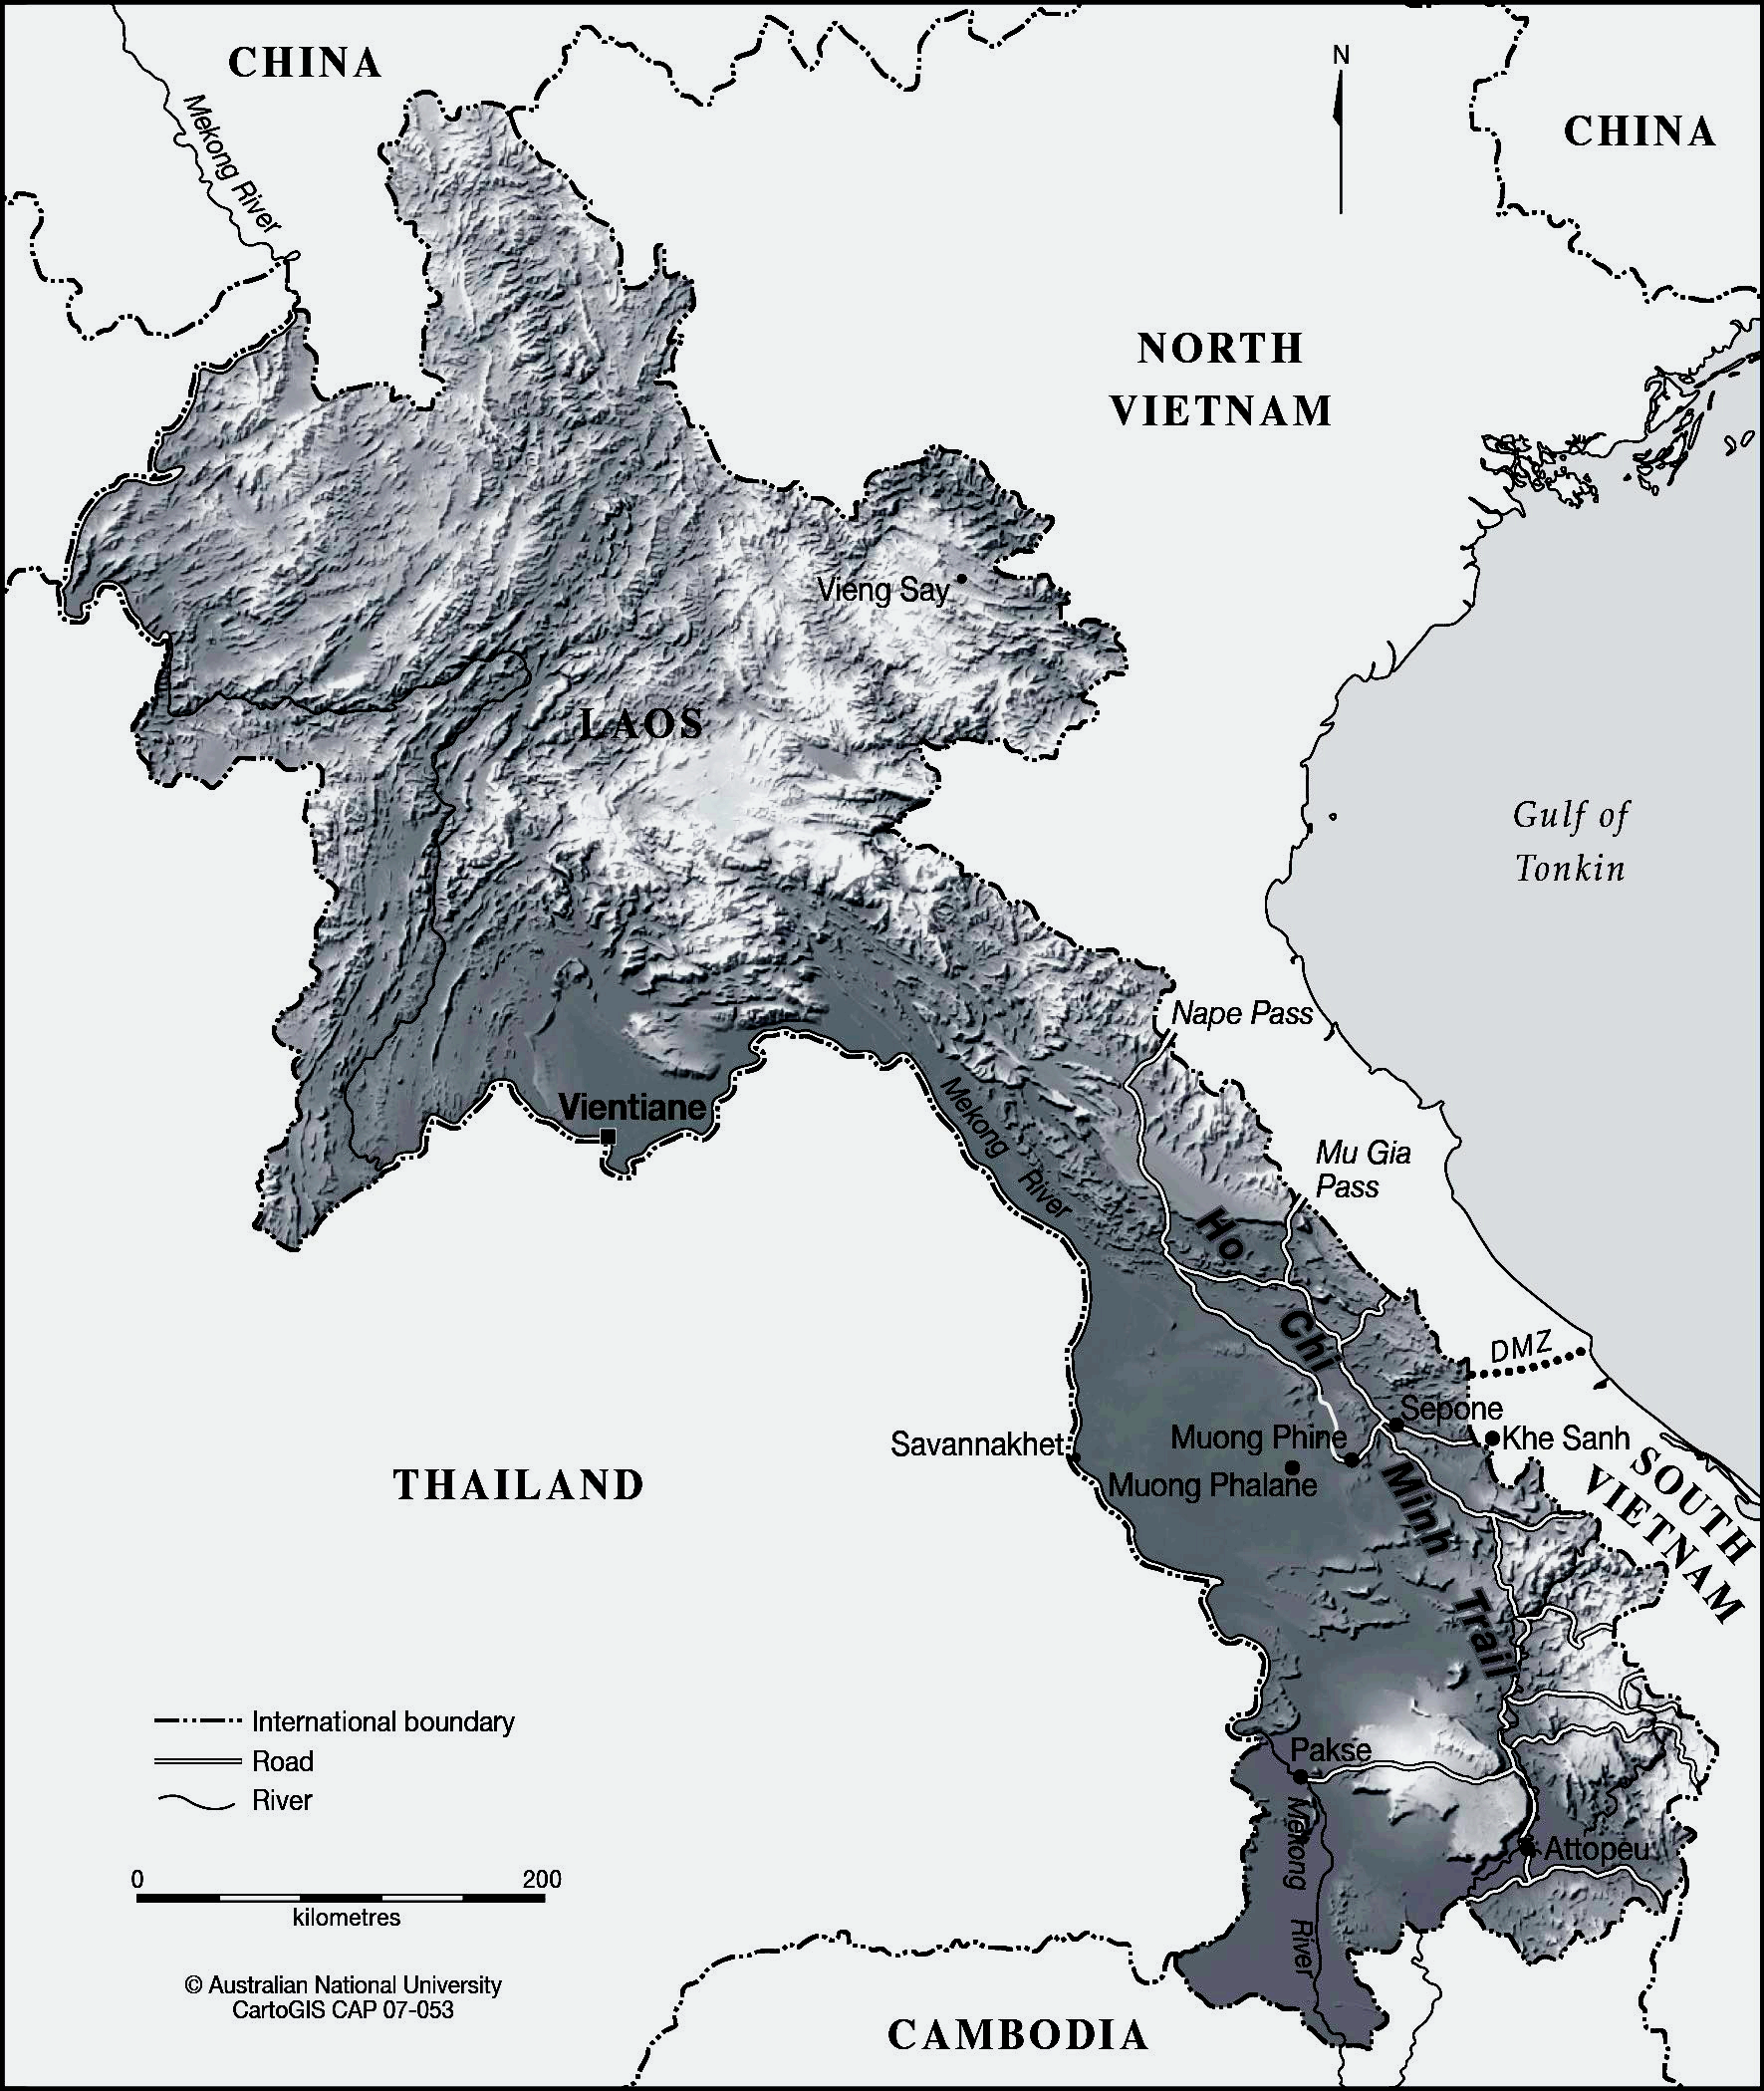 CHINA
N
CHINA
Mekong River
NORTH
VIETNAM
Vieng Say
LAOS
Gulf of
Tonkin
Nape Pass
Vientiane
Mekong River
Mu Gia
Pass
Ho Chi Minh Trail
DMZ
Sepone
Khe Sanh
Savannakhet
Muong Phine
Muong Phalane
THAILAND
SOUTH
VIETNAM
International boundary
Road
River
Pakse
Mekong River
Attopeu
0 200
kilometres
© Australian National University
CartoGIS CAP 07-053
CAMBODIA